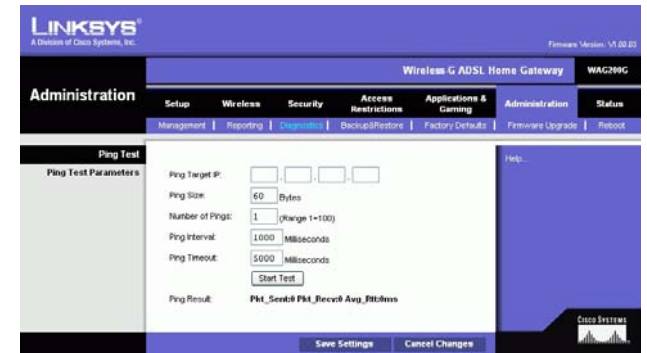 LINKSYS®
A Division of Cisco Systems, Inc.
Firmware Version: V1.00.03
Wireless-G ADSL Home Gateway WAG200G
Administration
Setup Wireless Security Access Restrictions Applications & Gaming Administration Status
Management | Reporting | Diagnostics | Backup&Restore | Factory Defaults | Firmware Upgrade | Reboot
Ping Test
Ping Test Parameters
Help...
Ping Target IP: . . .
Ping Size: 60 Bytes
Number of Pings: 1 (Range 1~100)
Ping Interval: 1000 Milliseconds
Ping Timeout: 5000 Milliseconds
Start Test
Ping Result: Pkt_Sent:0 Pkt_Recv:0 Avg_Rtt:0ms
Save Settings Cancel Changes
CISCO SYSTEMS